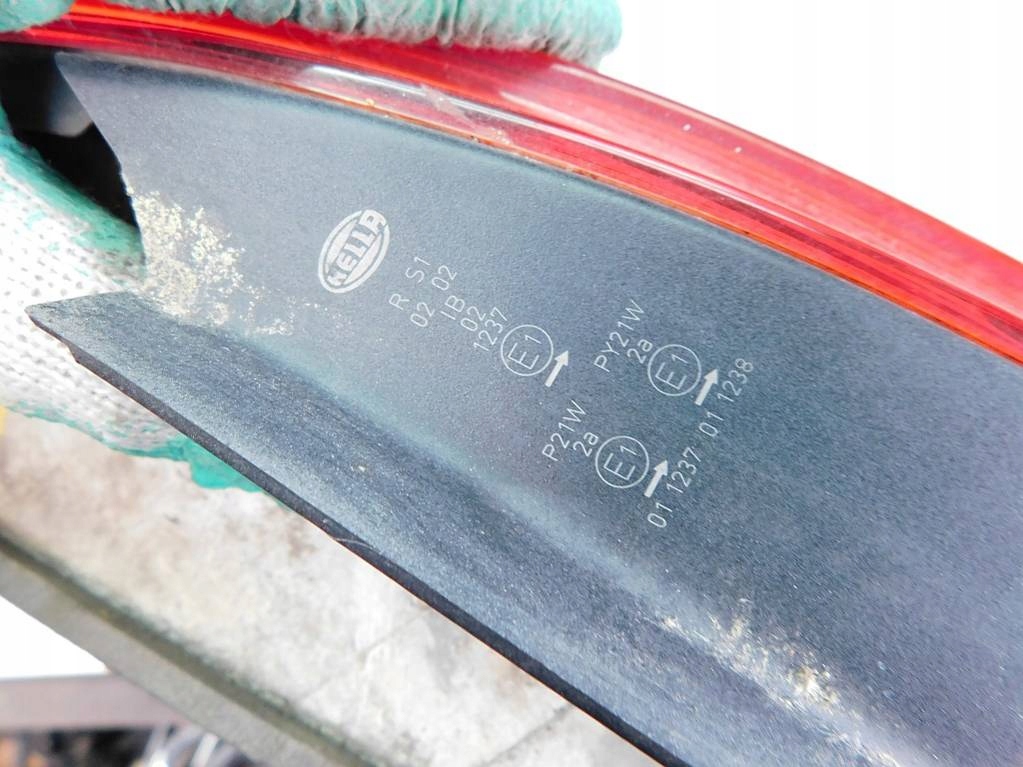 HELLA
R S1
02 02
IB
02
1237
E1
PY21W
2a
E1
01 1238
P21W
2a
E1
01 1237